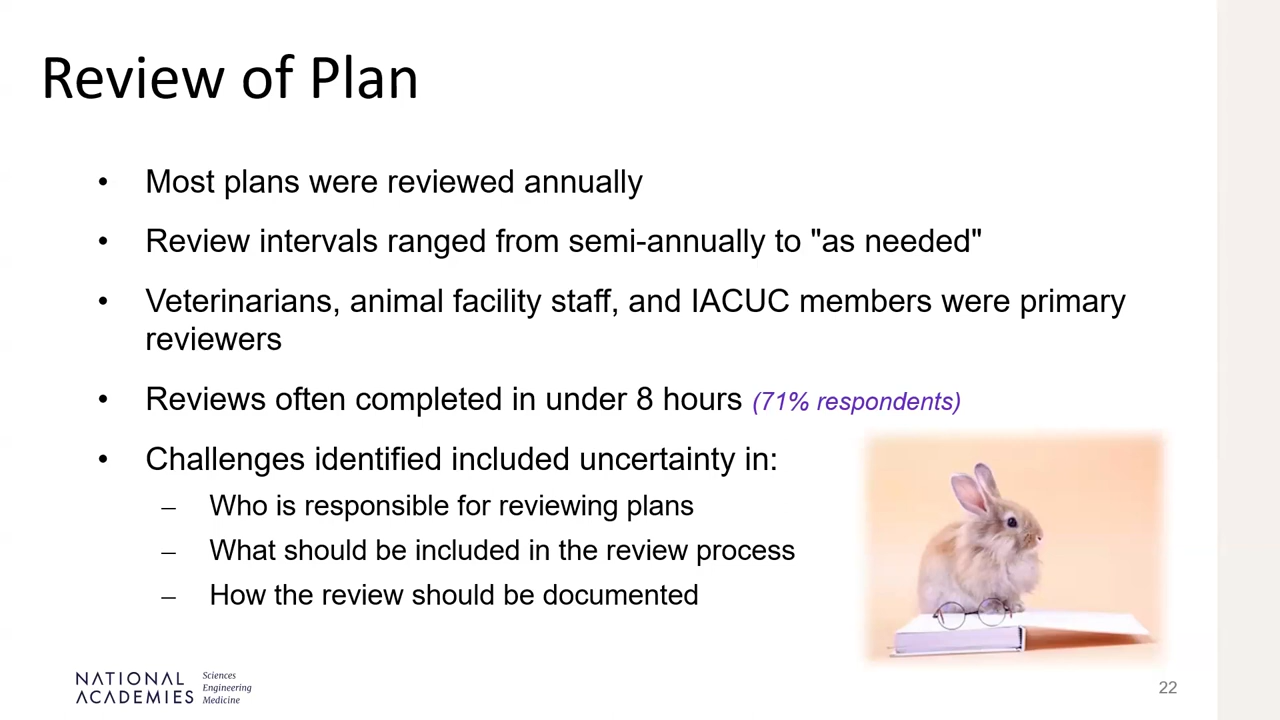 Review of Plan
• Most plans were reviewed annually
• Review intervals ranged from semi-annually to "as needed"
• Veterinarians, animal facility staff, and IACUC members were primary
reviewers
• Reviews often completed in under 8 hours (71% respondents)
• Challenges identified included uncertainty in:
– Who is responsible for reviewing plans
– What should be included in the review process
– How the review should be documented
NATIONAL
ACADEMIES
Sciences
Engineering
Medicine
22